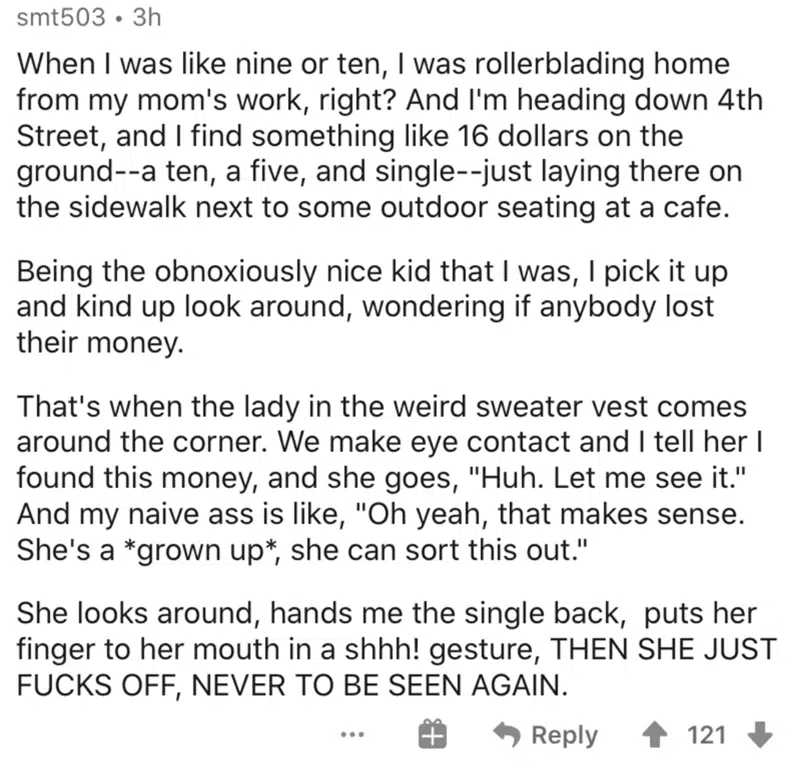 smt503 • 3h
When I was like nine or ten, I was rollerblading home
from my mom's work, right? And I'm heading down 4th
Street, and I find something like 16 dollars on the
ground--a ten, a five, and single--just laying there on
the sidewalk next to some outdoor seating at a cafe.
Being the obnoxiously nice kid that I was, I pick it up
and kind up look around, wondering if anybody lost
their money.
That's when the lady in the weird sweater vest comes
around the corner. We make eye contact and I tell her I
found this money, and she goes, "Huh. Let me see it."
And my naive ass is like, "Oh yeah, that makes sense.
She's a *grown up*, she can sort this out."
She looks around, hands me the single back,  puts her
finger to her mouth in a shhh! gesture, THEN SHE JUST
FUCKS OFF, NEVER TO BE SEEN AGAIN.
Reply 121